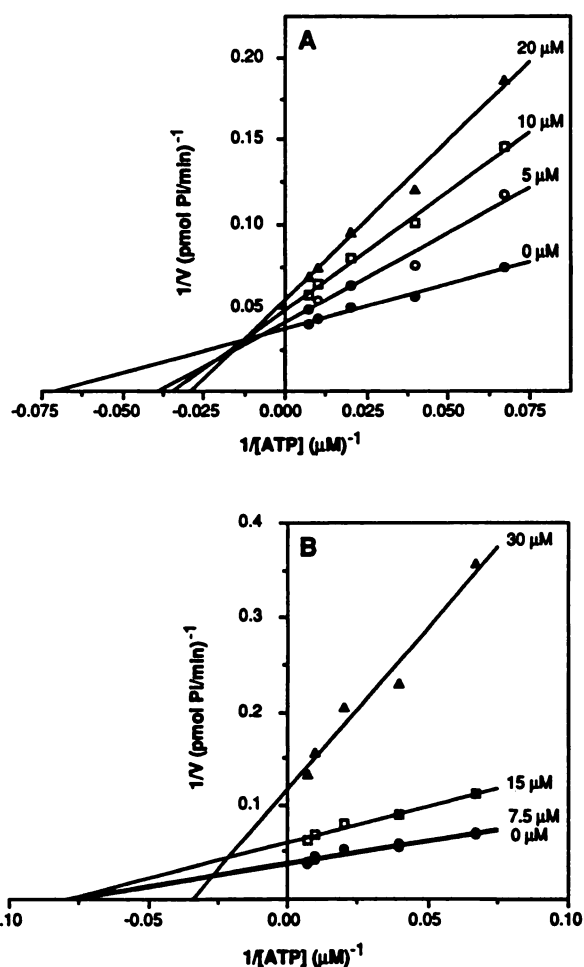 A
20 µM
0.20
10 µM
0.15
5 µM
0.10
0 µM
0.05
1/V (pmol Pi/min)⁻¹
-0.075 -0.050 -0.025 0.000 0.025 0.050 0.075
1/[ATP] (µM)⁻¹
B
0.4
30 µM
0.3
0.2
15 µM
0.1
7.5 µM
0 µM
1/V (pmol Pi/min)⁻¹
.10 -0.05 0.00 0.05 0.10
1/[ATP] (µM)⁻¹